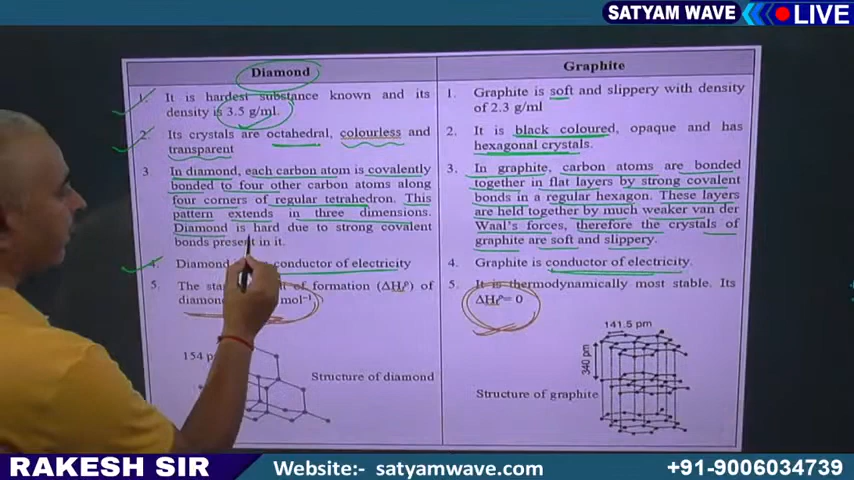 SATYAM WAVE LIVE
Diamond
Graphite
1. It is hardest substance known and its
density is 3.5 g/ml.
2. Its crystals are octahedral, colourless and
transparent
3. In diamond, each carbon atom is covalently
bonded to four other carbon atoms along
four corners of regular tetrahedron. This
pattern extends in three dimensions.
Diamond is hard due to strong covalent
bonds present in it.
4. Diamond conductor of electricity
5. The of formation (ΔHf°) of
mol⁻¹
154
Structure of diamond
1. Graphite is soft and slippery with density
of 2.3 g/ml
2. It is black coloured, opaque and has
hexagonal crystals.
3. In graphite, carbon atoms are bonded
together in flat layers by strong covalent
bonds in a regular hexagon. These layers
are held together by much weaker van der
Waal's forces, therefore the crystals of
graphite are soft and slippery.
4. Graphite is conductor of electricity.
5. It is thermodynamically most stable. Its
ΔHf°= 0
141.5 pm
340 pm
Structure of graphite
RAKESH SIR
Website:- satyamwave.com
+91-9006034739